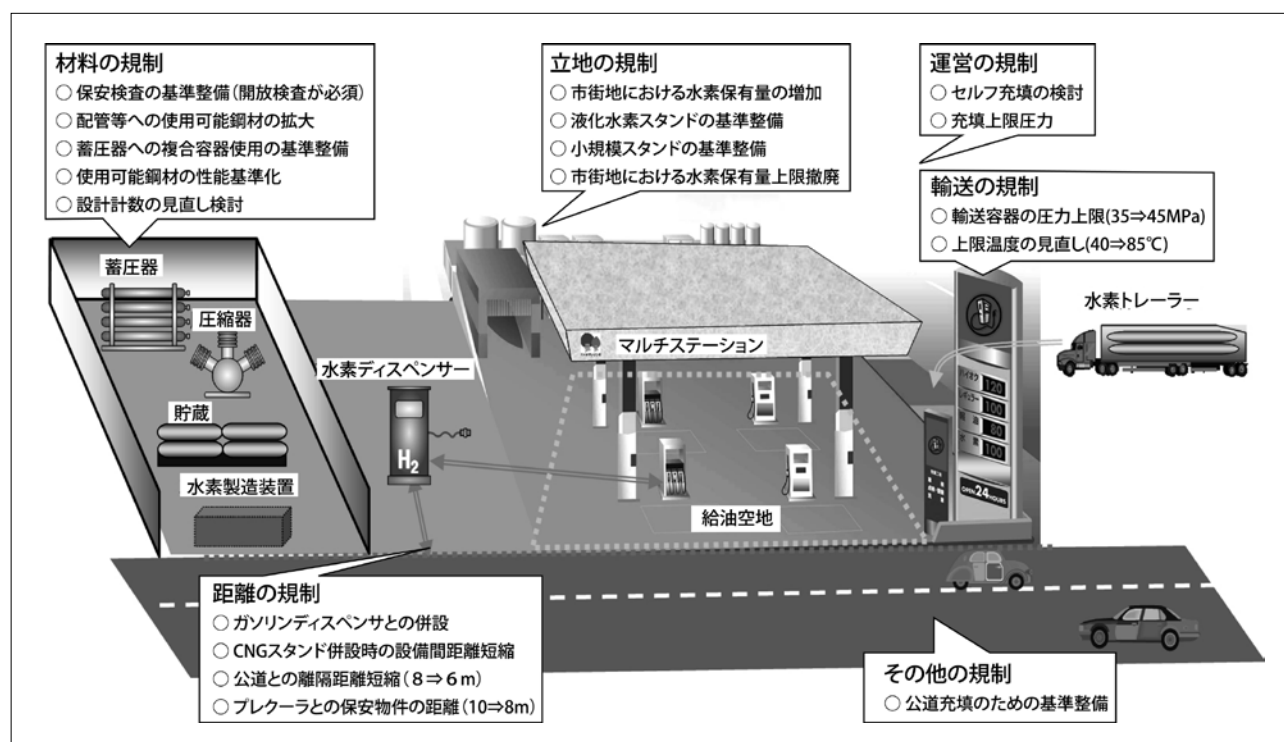 材料の規制
○ 保安検査の基準整備(開放検査が必須)
○ 配管等への使用可能鋼材の拡大
○ 蓄圧器への複合容器使用の基準整備
○ 使用可能鋼材の性能基準化
○ 設計計数の見直し検討
立地の規制
○ 市街地における水素保有量の増加
○ 液化水素スタンドの基準整備
○ 小規模スタンドの基準整備
○ 市街地における水素保有量上限撤廃
運営の規制
○ セルフ充填の検討
○ 充填上限圧力
輸送の規制
○ 輸送容器の圧力上限(35⇒45MPa)
○ 上限温度の見直し(40⇒85℃)
蓄圧器
圧縮器
貯蔵
水素製造装置
水素ディスペンサー
H2
マルチステーション
給油空地
水素トレーラー
ハイオク 120
レギュラー 100
軽油 80
水素 100
OPEN 24 HOURS
距離の規制
○ ガソリンディスペンサとの併設
○ CNGスタンド併設時の設備間距離短縮
○ 公道との離隔距離短縮(8⇒6m)
○ プレクーラとの保安物件の距離(10⇒8m)
その他の規制
○ 公道充填のための基準整備